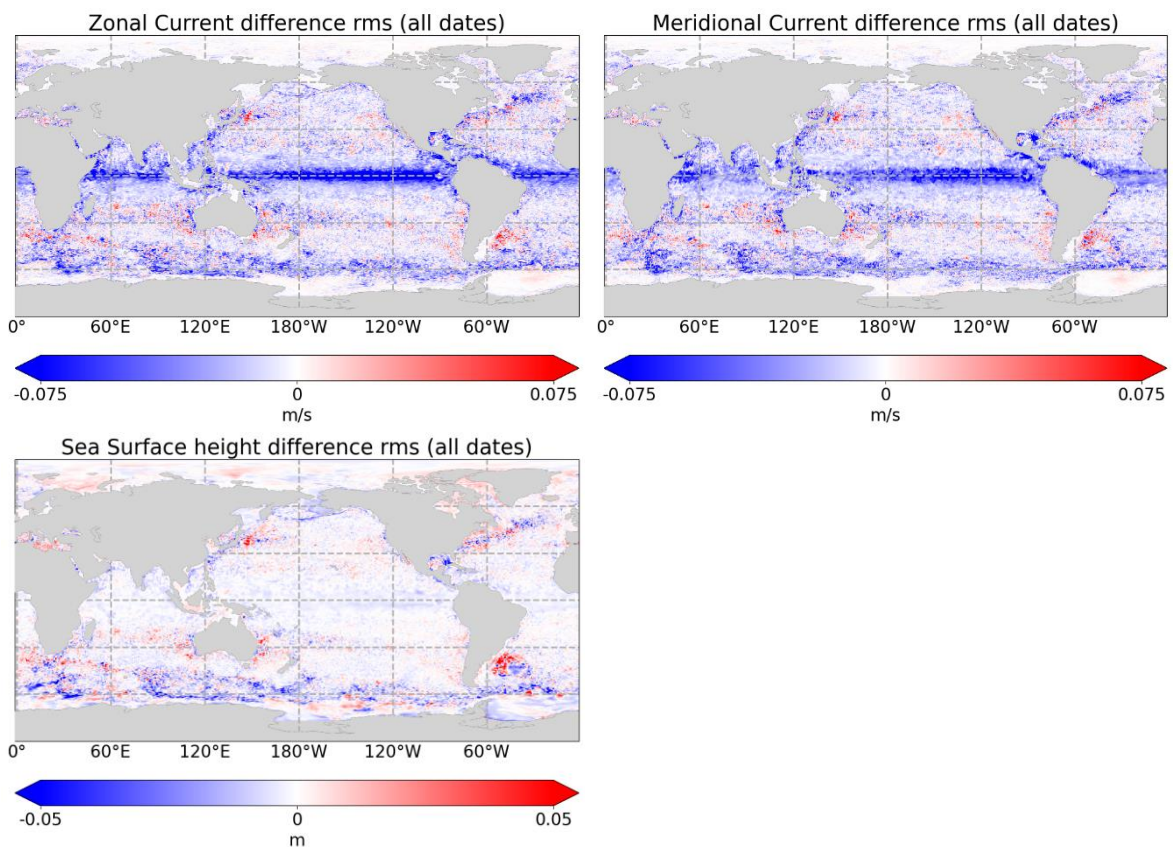 Zonal Current difference rms (all dates)
0° 60°E 120°E 180°W 120°W 60°W
-0.075 0 0.075
m/s
Meridional Current difference rms (all dates)
0° 60°E 120°E 180°W 120°W 60°W
-0.075 0 0.075
m/s
Sea Surface height difference rms (all dates)
0° 60°E 120°E 180°W 120°W 60°W
-0.05 0 0.05
m